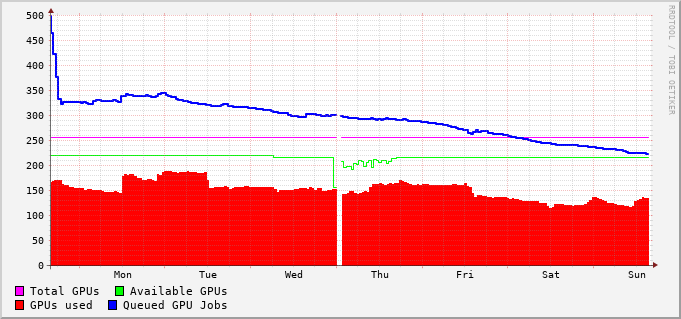 500
450
400
350
300
250
200
150
100
50
0
Mon Tue Wed Thu Fri Sat Sun
Total GPUs Available GPUs
GPUs used Queued GPU Jobs
RRDTOOL / TOBI OETIKER